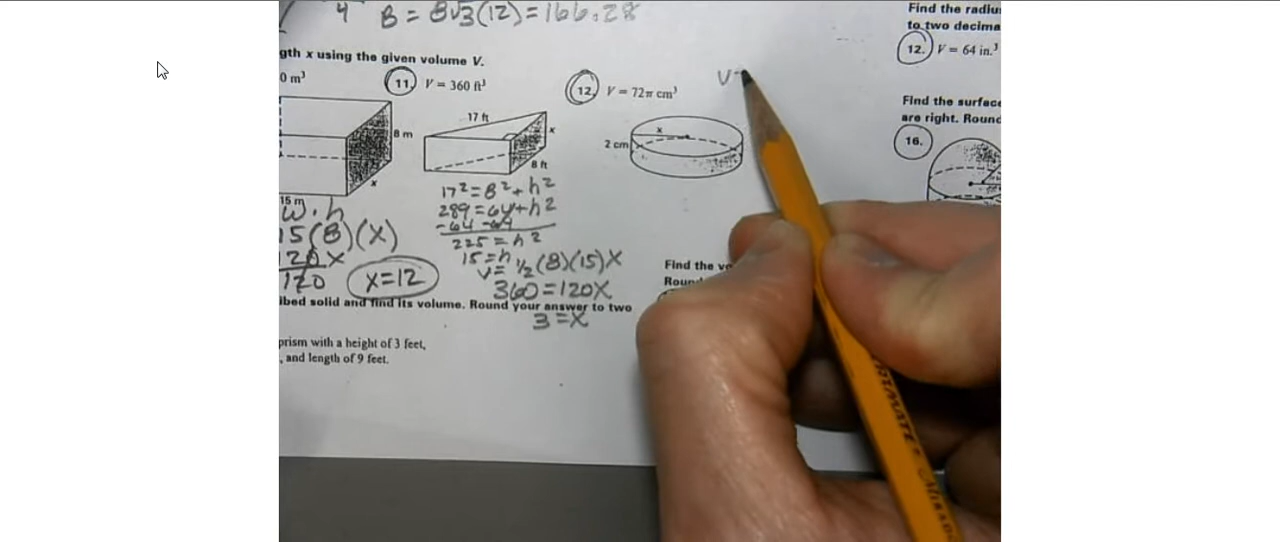 4 B = 8√3(12) = 166.28
gth x using the given volume V.
0 m³
11. V = 360 ft³
17 ft
x
8 ft
8 m
x
15 m
w. h
15(8)(x)
120x
120
x=12
17² = 8² + h²
289 = 64 + h²
-64 -64
225 = h²
15 = h
V = 1/2 (8)(15)x
360 = 120x
3 = x
12. V = 72π cm³
x
2 cm
V =
ibed solid and find its volume. Round your answer to two
prism with a height of 3 feet,
, and length of 9 feet.
Find the radiu
to two decima
12. V = 64 in.³
Find the surface
are right. Round
16.
Find the vo
Roun